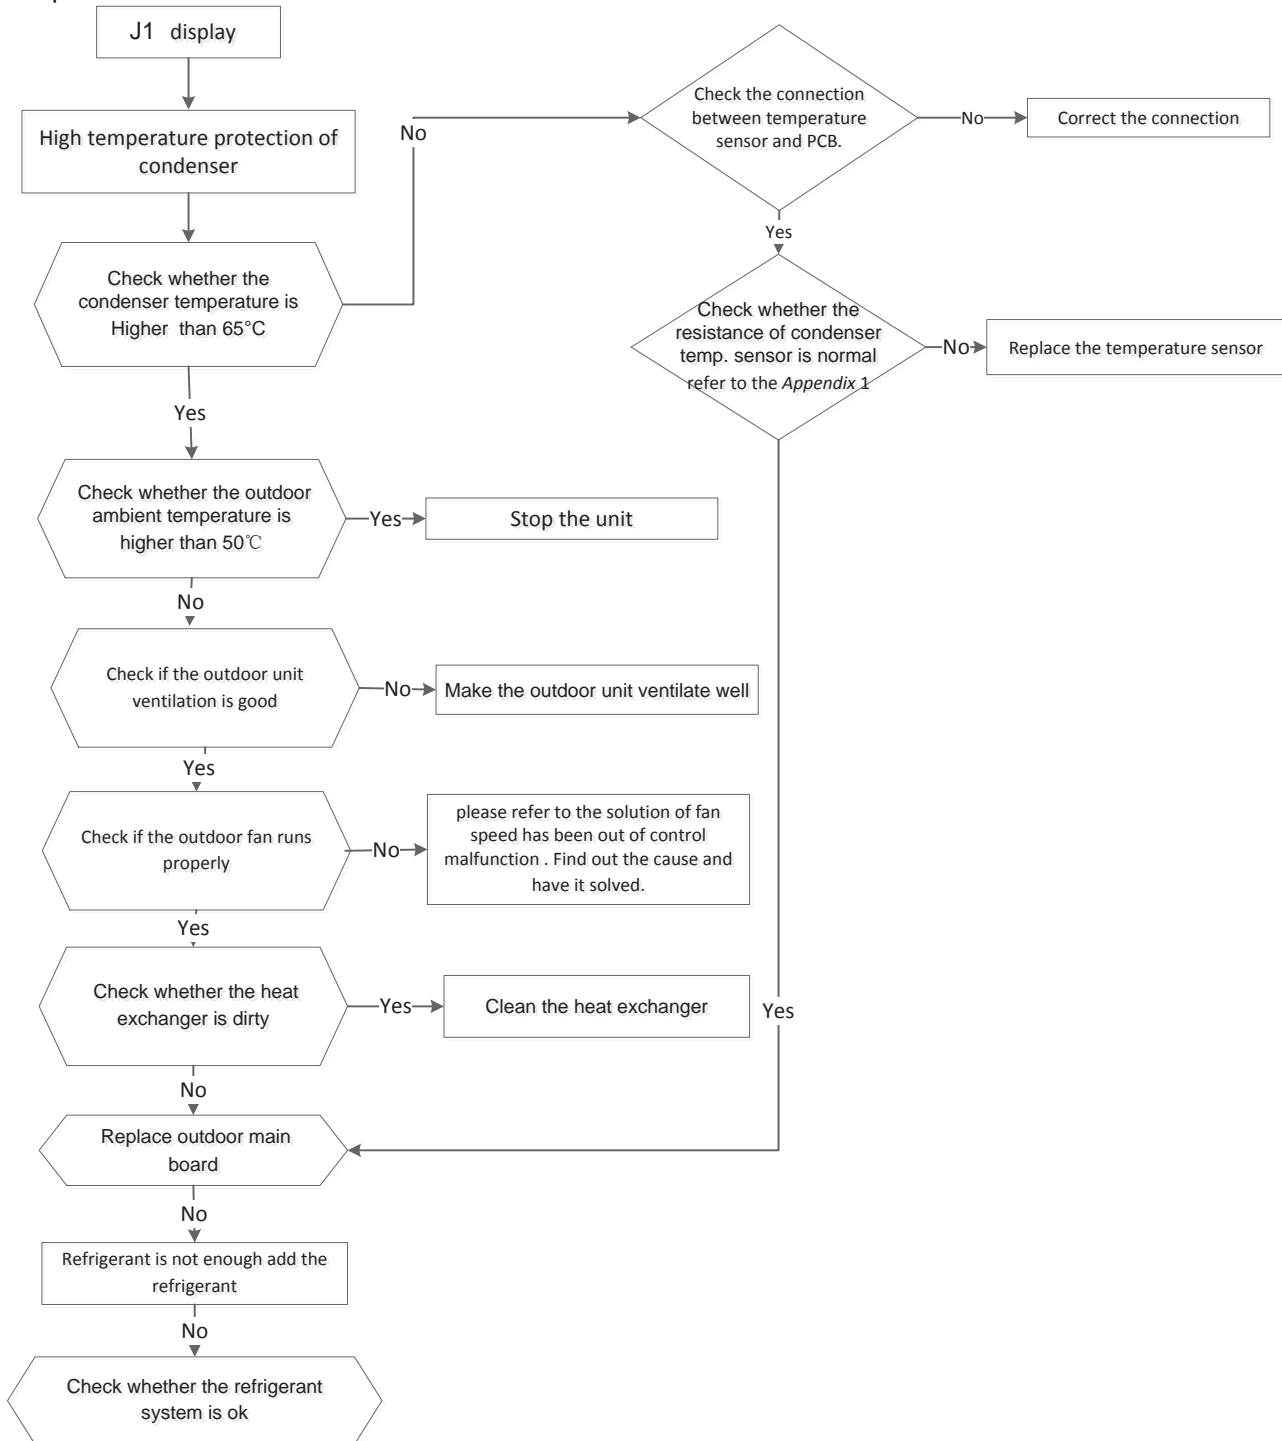 J1 display
High temperature protection of
condenser
Check whether the
condenser temperature is
Higher than 65°C
No
Check the connection
between temperature
sensor and PCB.
No
Correct the connection
Yes
Check whether the
resistance of condenser
temp. sensor is normal
refer to the Appendix 1
No
Replace the temperature sensor
Yes
Yes
Check whether the outdoor
ambient temperature is
higher than 50℃
Yes
Stop the unit
No
Check if the outdoor unit
ventilation is good
No
Make the outdoor unit ventilate well
Yes
Check if the outdoor fan runs
properly
No
please refer to the solution of fan
speed has been out of control
malfunction . Find out the cause and
have it solved.
Yes
Check whether the heat
exchanger is dirty
Yes
Clean the heat exchanger
No
Replace outdoor main
board
No
Refrigerant is not enough add the
refrigerant
No
Check whether the refrigerant
system is ok